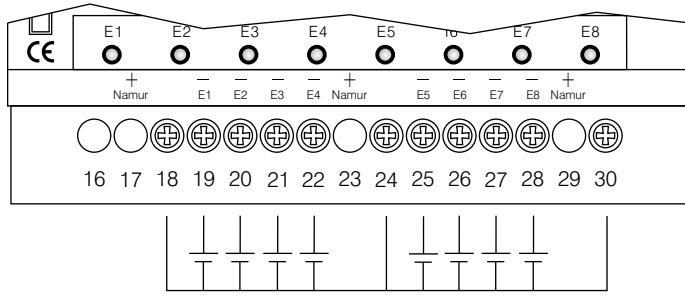 E1 E2 E3 E4 E5 E7 E8
CE
+ − − − − + − − − − +
Namur E1 E2 E3 E4 Namur E5 E6 E7 E8 Namur
16 17 18 19 20 21 22 23 24 25 26 27 28 29 30